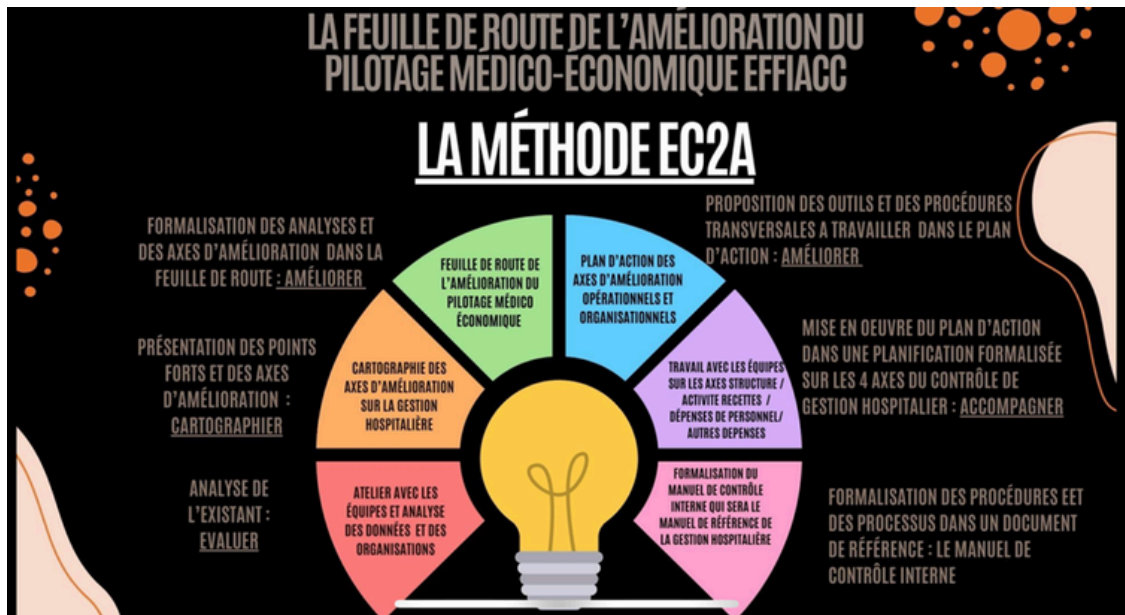 LA FEUILLE DE ROUTE DE L'AMÉLIORATION DU
PILOTAGE MÉDICO-ÉCONOMIQUE EFFIACC
LA MÉTHODE EC2A
FORMALISATION DES ANALYSES ET
DES AXES D'AMÉLIORATION DANS LA
FEUILLE DE ROUTE : AMÉLIORER
PRÉSENTATION DES POINTS
FORTS ET DES AXES
D'AMÉLIORATION :
CARTOGRAPHIER
ANALYSE DE
L'EXISTANT :
EVALUER
ATELIER AVEC LES
ÉQUIPES ET ANALYSE
DES DONNÉES ET DES
ORGANISATIONS
CARTOGRAPHIE DES
AXES D'AMÉLIORATION
SUR LA GESTION
HOSPITALIÈRE
FEUILLE DE ROUTE DE
L'AMÉLIORATION DU
PILOTAGE MÉDICO
ÉCONOMIQUE
PLAN D'ACTION DES
AXES D'AMÉLIORATION
OPÉRATIONNELS ET
ORGANISATIONNELS
TRAVAIL AVEC LES ÉQUIPES
SUR LES AXES STRUCTURE /
ACTIVITE RECETTES /
DÉPENSES DE PERSONNEL/
AUTRES DEPENSES
FORMALISATION DU
MANUEL DE CONTRÔLE
INTERNE QUI SERA LE
MANUEL DE RÉFÉRENCE DE
LA GESTION HOSPITALIÈRE
PROPOSITION DES OUTILS ET DES PROCÉDURES
TRANSVERSALES A TRAVAILLER DANS LE PLAN
D'ACTION : AMÉLIORER
MISE EN OEUVRE DU PLAN D'ACTION
DANS UNE PLANIFICATION FORMALISÉE
SUR LES 4 AXES DU CONTRÔLE DE
GESTION HOSPITALIER : ACCOMPAGNER
FORMALISATION DES PROCÉDURES EET
DES PROCESSUS DANS UN DOCUMENT
DE RÉFÉRENCE : LE MANUEL DE
CONTRÔLE INTERNE